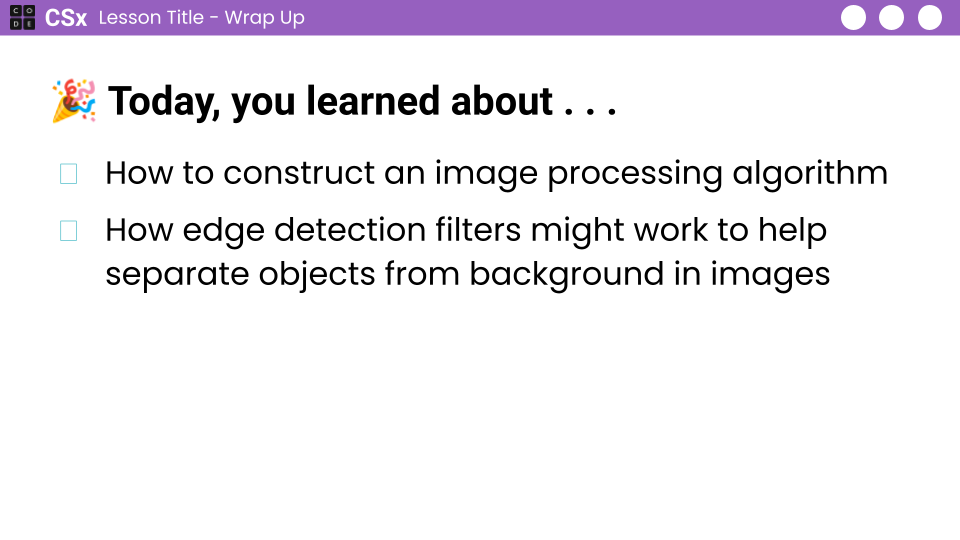 CODE
CSx Lesson Title - Wrap Up
🎉 Today, you learned about . . .
How to construct an image processing algorithm
How edge detection filters might work to help
separate objects from background in images